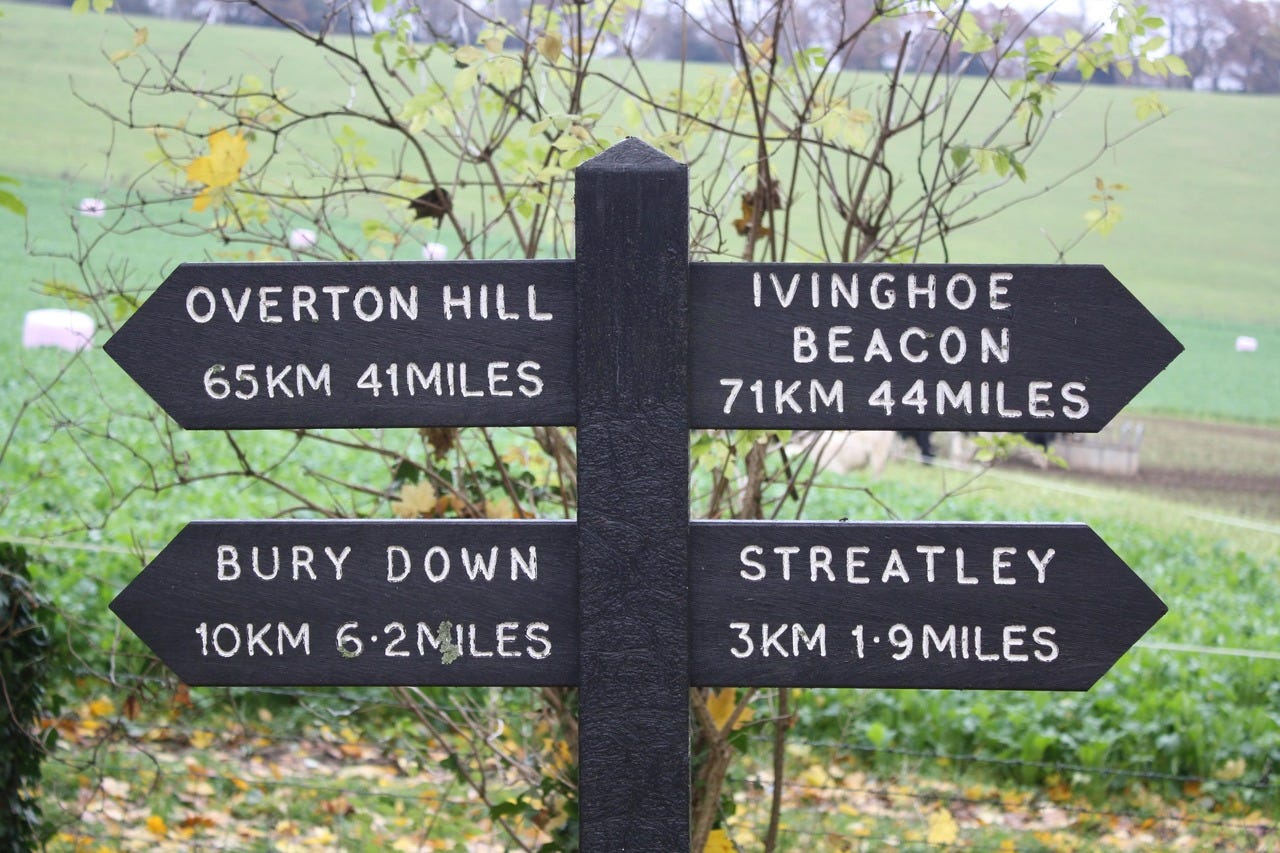 OVERTON HILL
65KM 41MILES
IVINGHOE
BEACON
71KM 44MILES
BURY DOWN
10KM 6·2MILES
STREATLEY
3KM 1·9MILES